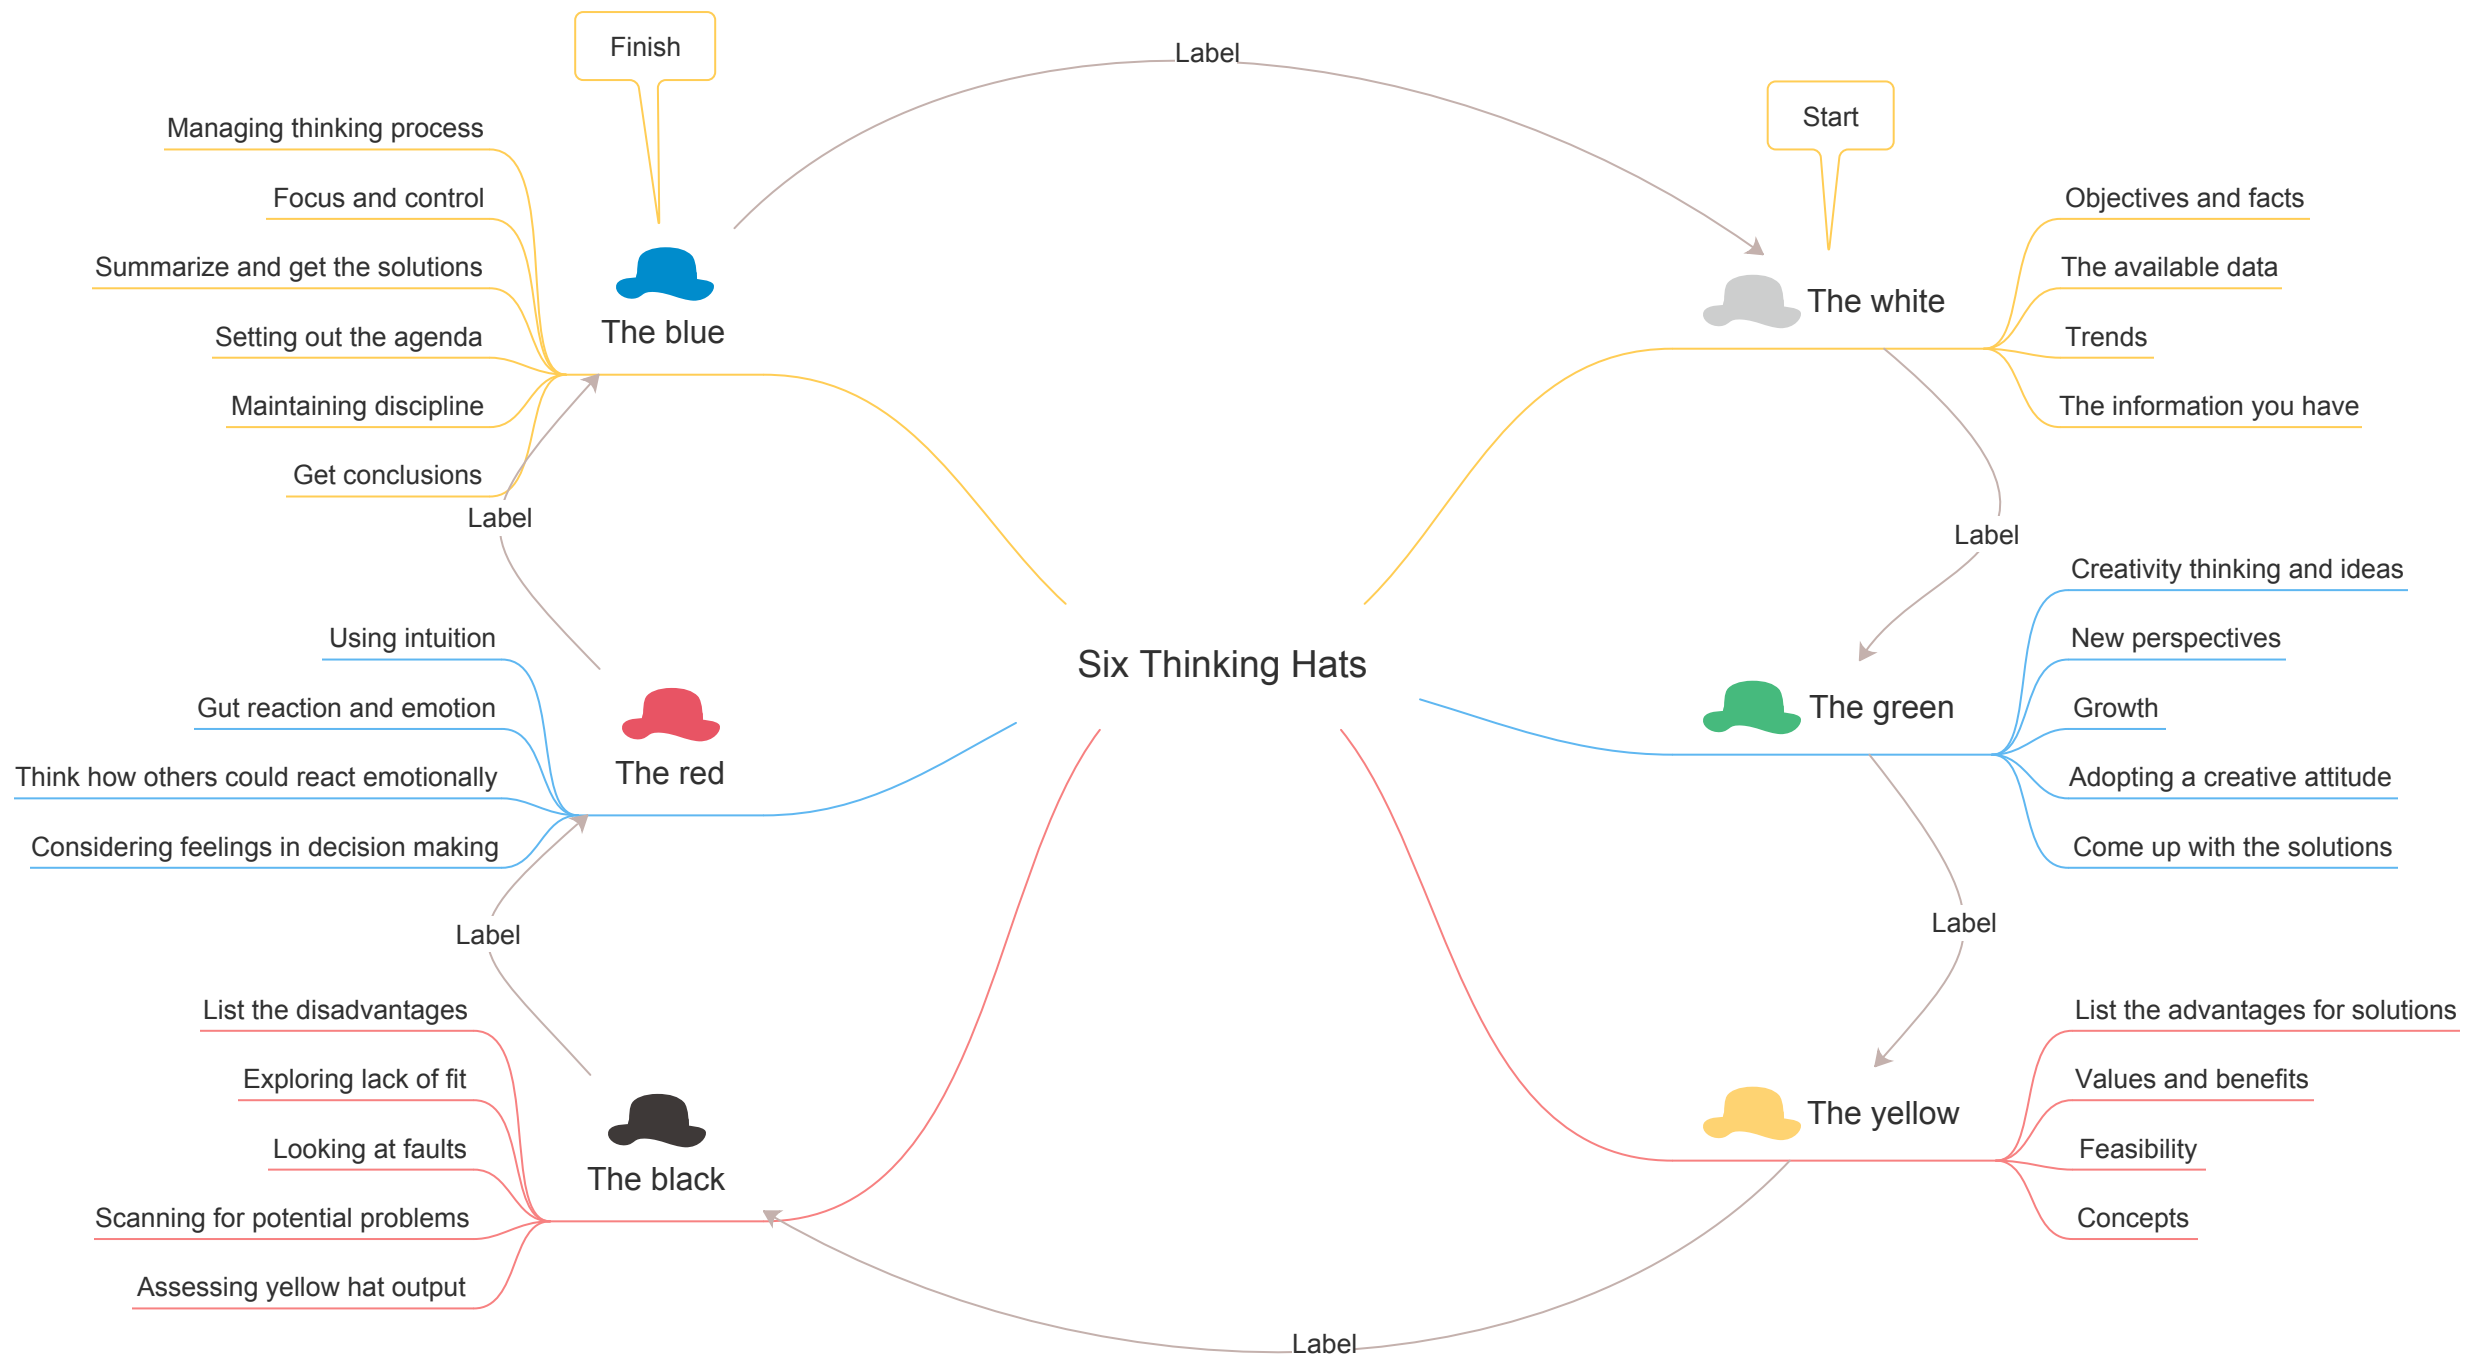 Finish
Label
Start
Managing thinking process
Focus and control
Summarize and get the solutions
Setting out the agenda
Maintaining discipline
Get conclusions
The blue
Label
The white
Objectives and facts
The available data
Trends
The information you have
Label
Six Thinking Hats
Using intuition
Gut reaction and emotion
Think how others could react emotionally
Considering feelings in decision making
The red
Label
The green
Creativity thinking and ideas
New perspectives
Growth
Adopting a creative attitude
Come up with the solutions
Label
List the disadvantages
Exploring lack of fit
Looking at faults
Scanning for potential problems
Assessing yellow hat output
The black
The yellow
List the advantages for solutions
Values and benefits
Feasibility
Concepts
Label